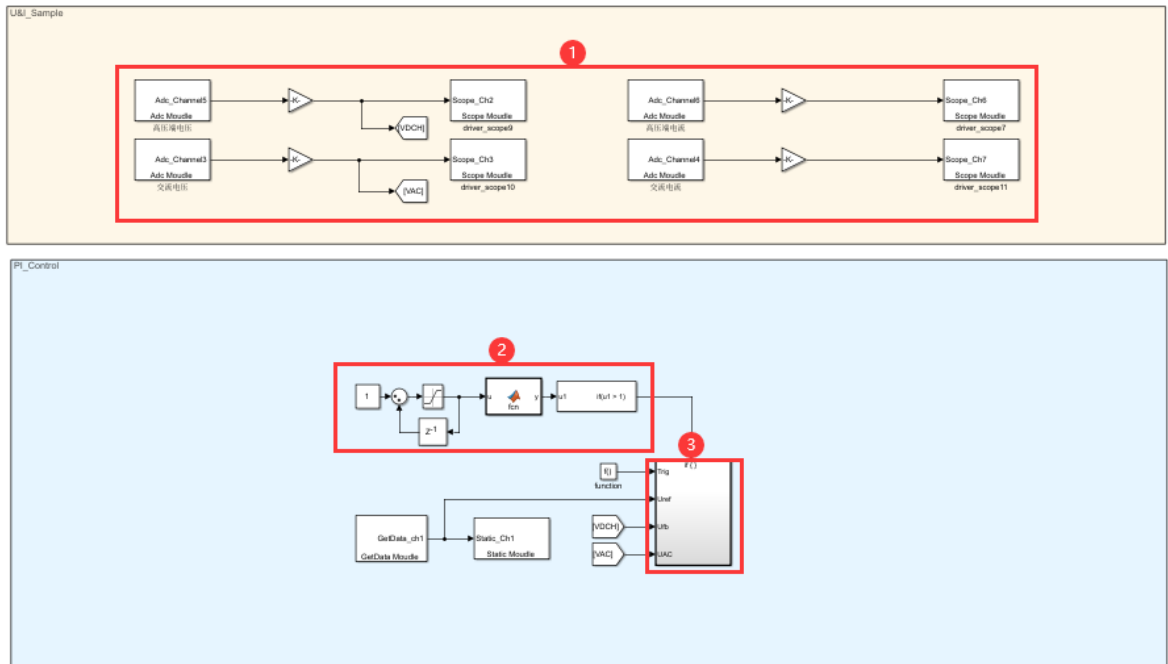 U&I_Sample
1
Adc_Channel5
Adc Moudle
高压端电压
-K-
Scope_Ch2
Scope Moudle
driver_scope9
[VDCH]
Adc_Channel3
Adc Moudle
交流电压
-K-
Scope_Ch3
Scope Moudle
driver_scope10
[VAC]
Adc_Channel6
Adc Moudle
高压端电流
-K-
Scope_Ch6
Scope Moudle
driver_scope7
Adc_Channel4
Adc Moudle
交流电流
-K-
Scope_Ch7
Scope Moudle
driver_scope11
PI_Control
2
1
z-1
u
y
fcn
u1
if(u1 > 1)
3
if { }
f()
function
Trig
Uref
[VDCH]
Ufb
[VAC]
UAC
GetData_ch1
GetData Moudle
Static_Ch1
Static Moudle